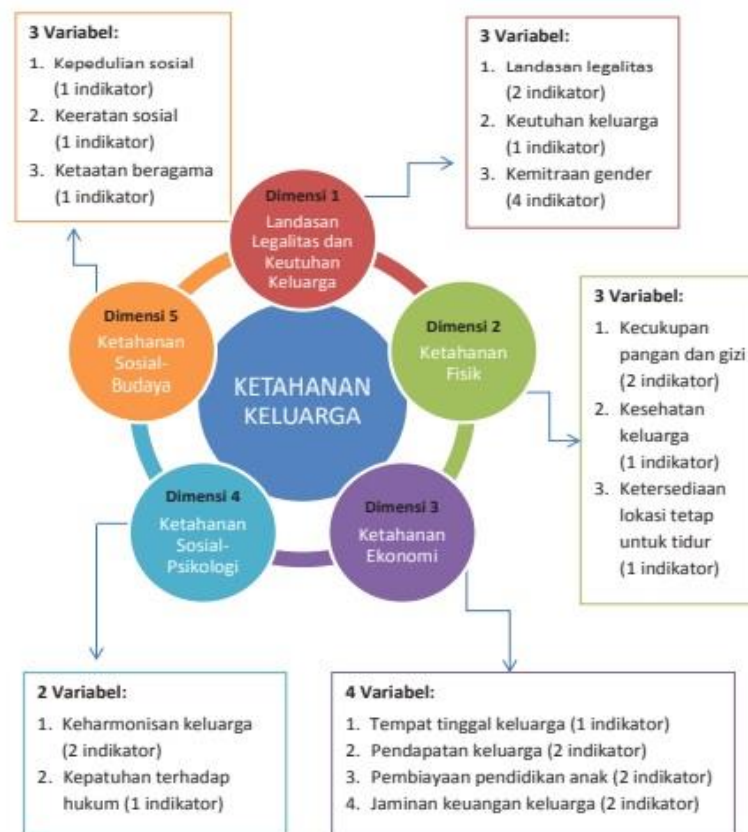 3 Variabel:
1. Kepedulian sosial
(1 indikator)
2. Keeratan sosial
(1 indikator)
3. Ketaatan beragama
(1 indikator)
3 Variabel:
1. Landasan legalitas
(2 indikator)
2. Keutuhan keluarga
(1 indikator)
3. Kemitraan gender
(4 indikator)
Dimensi 1
Landasan
Legalitas dan
Keutuhan
Keluarga
Dimensi 5
Ketahanan
Sosial-
Budaya
Dimensi 2
Ketahanan
Fisik
KETAHANAN
KELUARGA
3 Variabel:
1. Kecukupan
pangan dan gizi
(2 indikator)
2. Kesehatan
keluarga
(1 indikator)
3. Ketersediaan
lokasi tetap
untuk tidur
(1 indikator)
Dimensi 4
Ketahanan
Sosial-
Psikologi
Dimensi 3
Ketahanan
Ekonomi
2 Variabel:
1. Keharmonisan keluarga
(2 indikator)
2. Kepatuhan terhadap
hukum (1 indikator)
4 Variabel:
1. Tempat tinggal keluarga (1 indikator)
2. Pendapatan keluarga (2 indikator)
3. Pembiayaan pendidikan anak (2 indikator)
4. Jaminan keuangan keluarga (2 indikator)